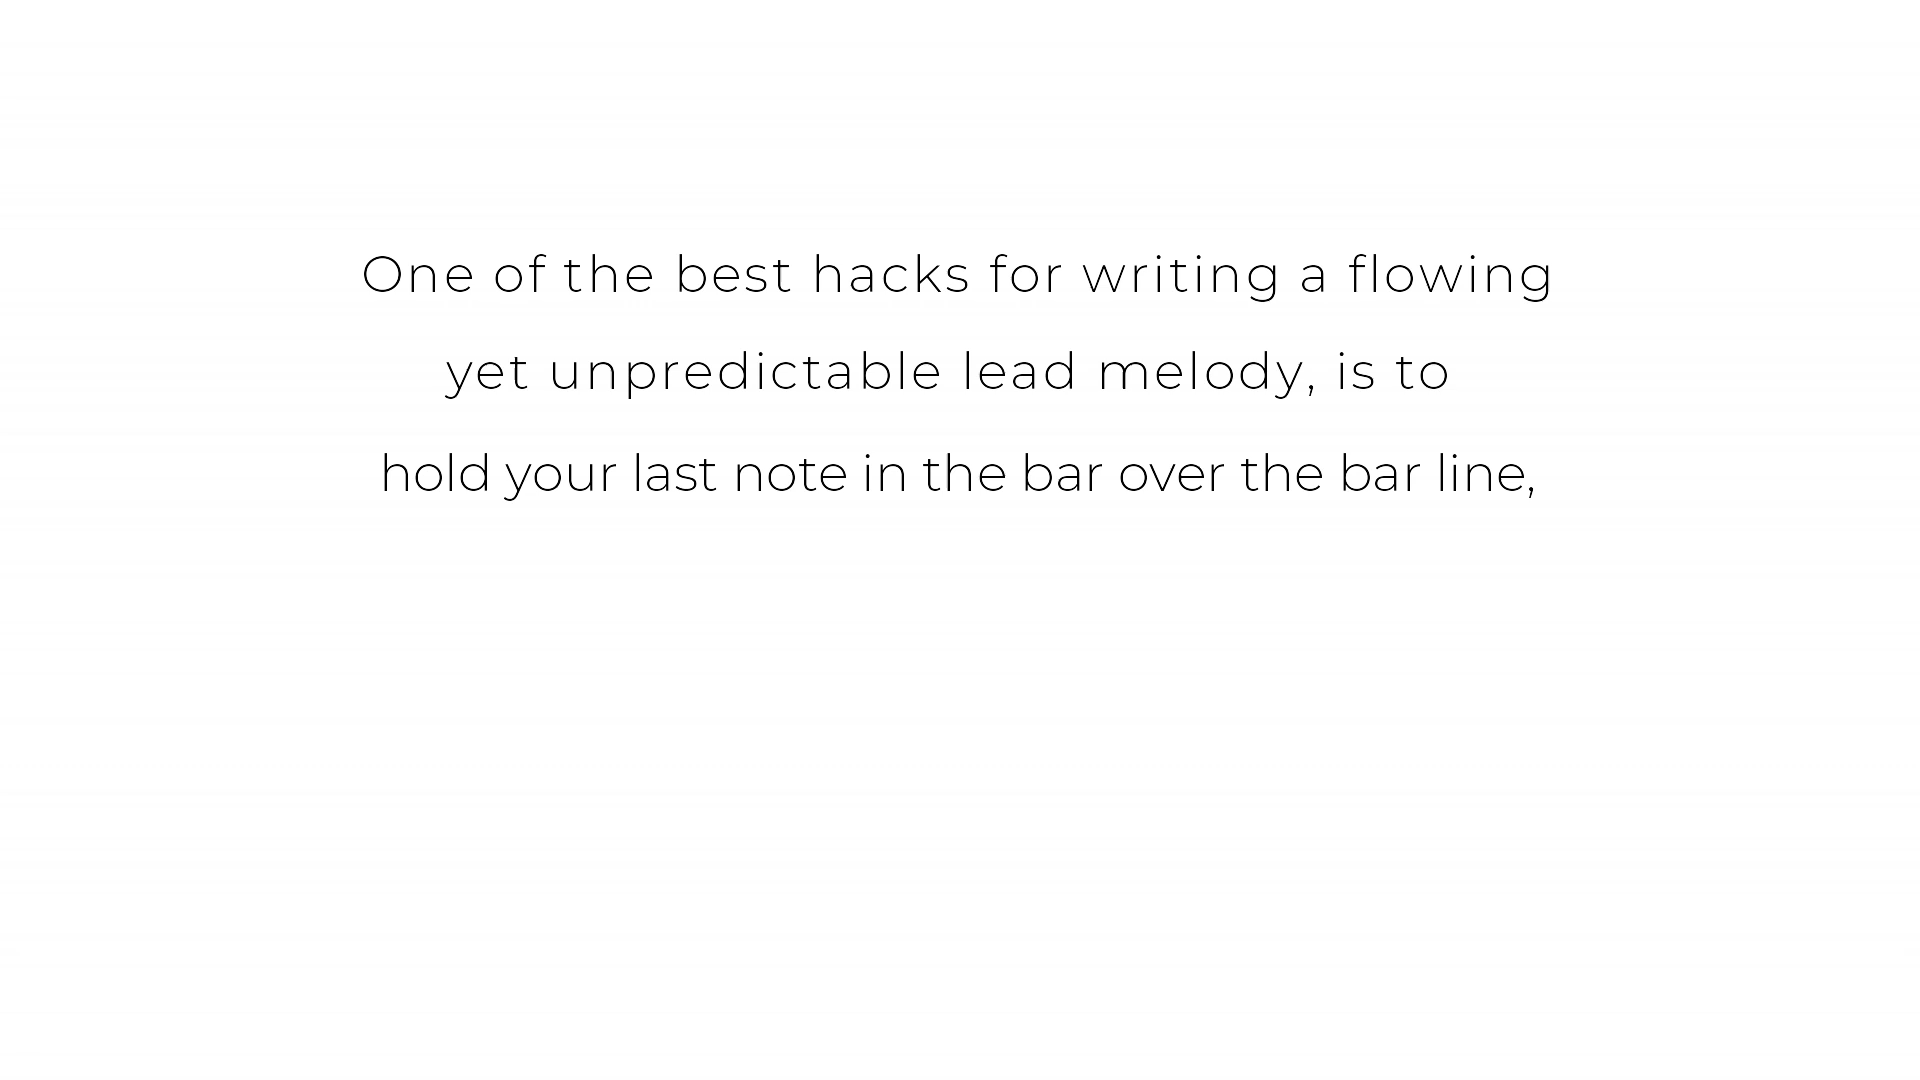 One of the best hacks for writing a flowing
yet unpredictable lead melody, is to
hold your last note in the bar over the bar line,